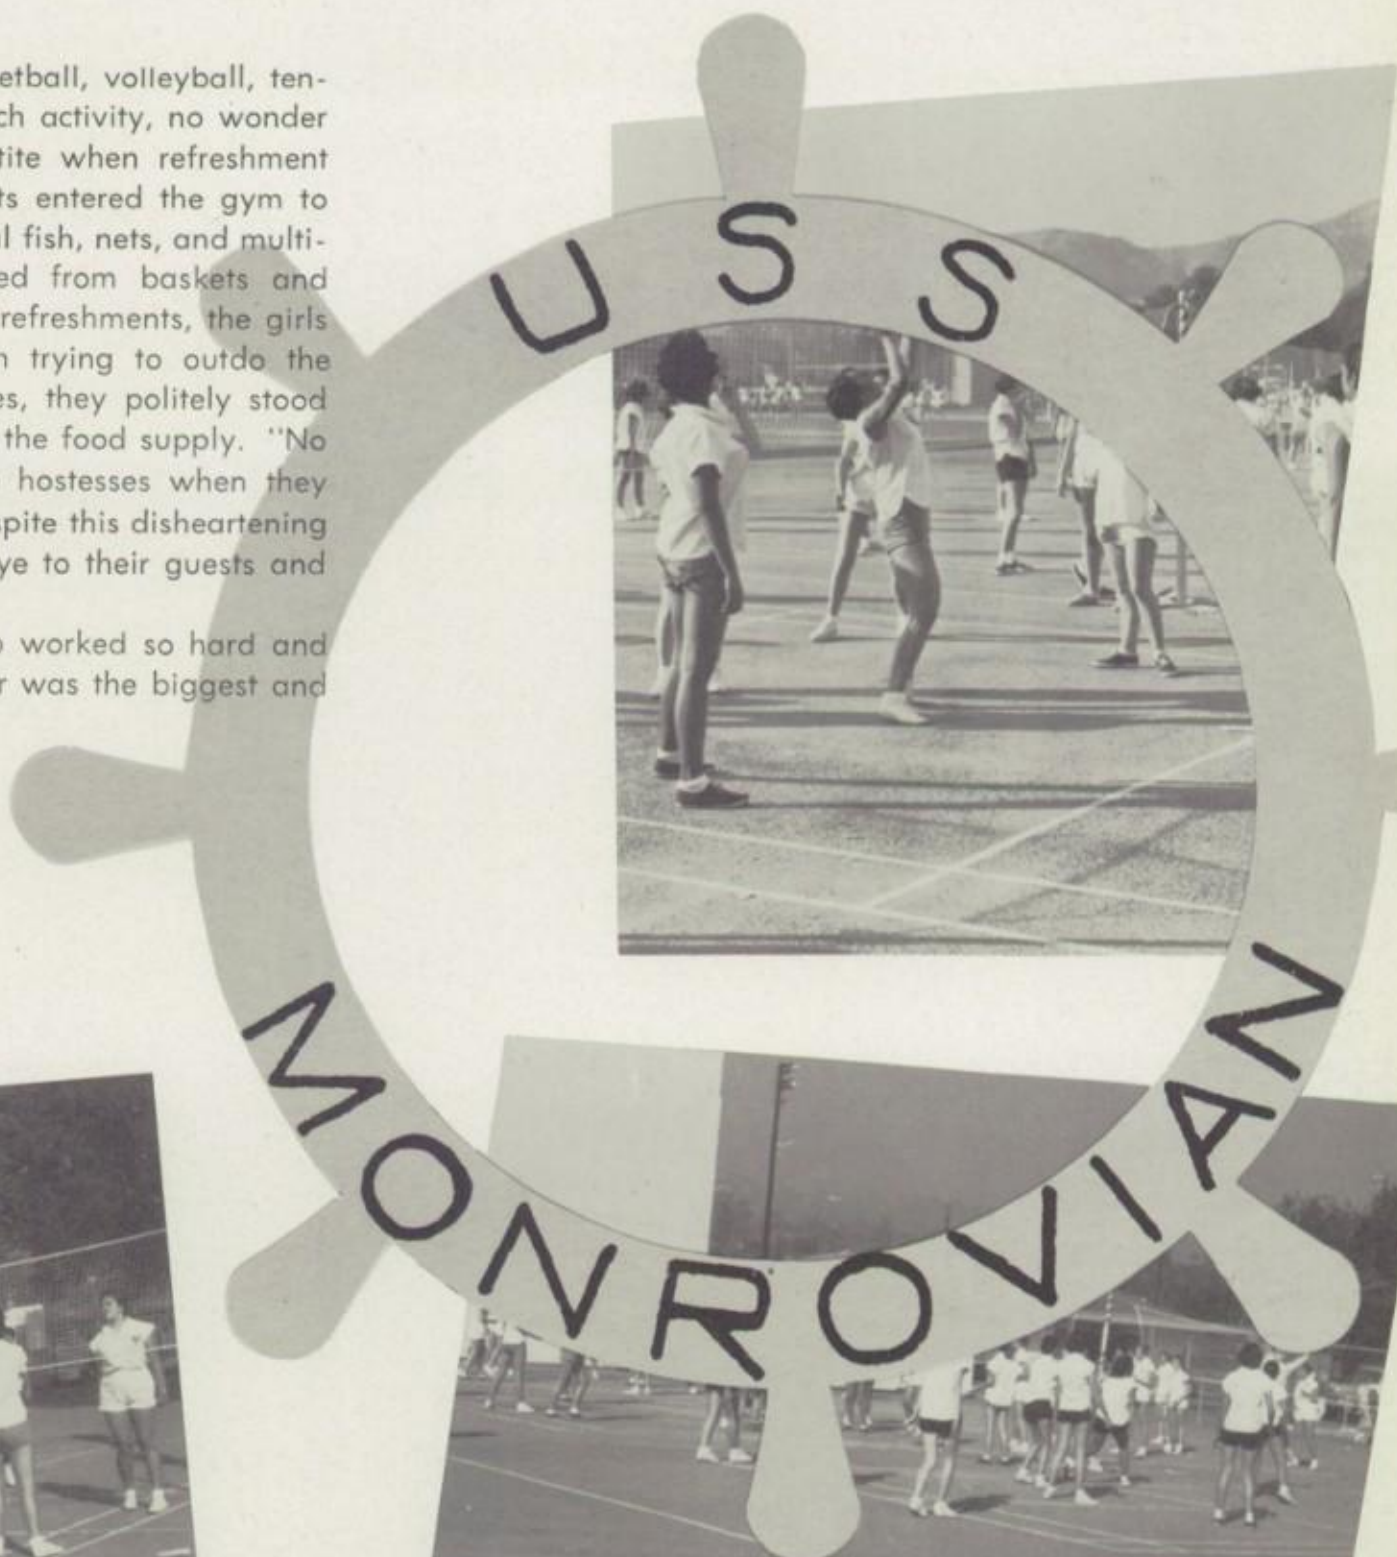 etball, volleyball, ten-
ch activity, no wonder
tite when refreshment
ts entered the gym to
l fish, nets, and multi-
ed from baskets and
refreshments, the girls
n trying to outdo the
es, they politely stood
the food supply. "No
hostesses when they
spite this disheartening
ye to their guests and
o worked so hard and
r was the biggest and
USS
MONROVIAN